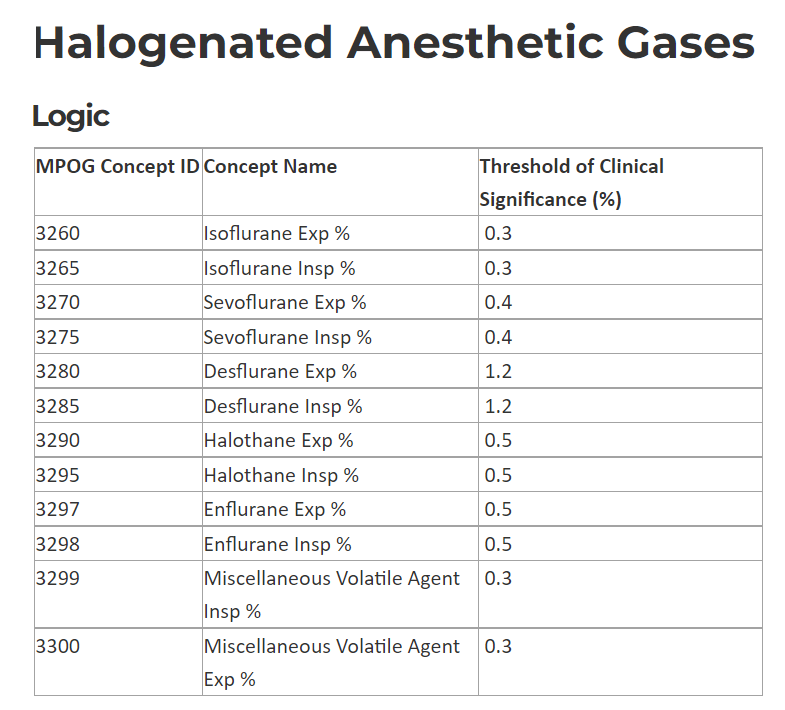 Halogenated Anesthetic Gases
Logic
MPOG Concept ID Concept Name Threshold of Clinical
Significance (%)
3260 Isoflurane Exp % 0.3
3265 Isoflurane Insp % 0.3
3270 Sevoflurane Exp % 0.4
3275 Sevoflurane Insp % 0.4
3280 Desflurane Exp % 1.2
3285 Desflurane Insp % 1.2
3290 Halothane Exp % 0.5
3295 Halothane Insp % 0.5
3297 Enflurane Exp % 0.5
3298 Enflurane Insp % 0.5
3299 Miscellaneous Volatile Agent 0.3
Insp %
3300 Miscellaneous Volatile Agent 0.3
Exp %